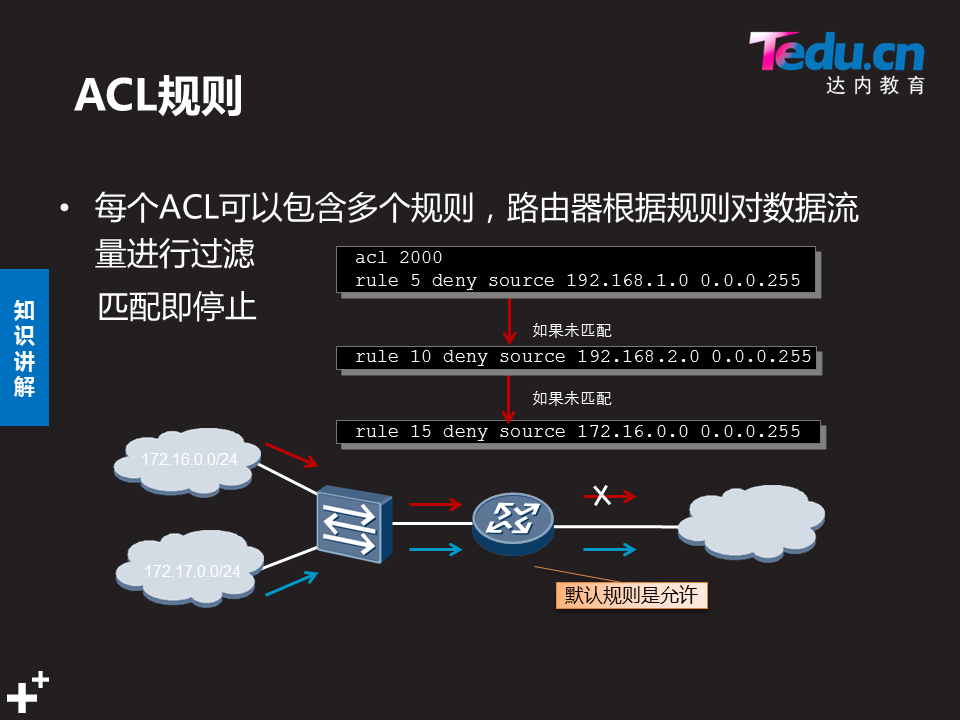 Tedu.cn
达内教育
ACL规则
• 每个ACL可以包含多个规则，路由器根据规则对数据流
量进行过滤
匹配即停止
acl 2000
rule 5 deny source 192.168.1.0 0.0.0.255
如果未匹配
rule 10 deny source 192.168.2.0 0.0.0.255
如果未匹配
rule 15 deny source 172.16.0.0 0.0.0.255
知
识
讲
解
172.16.0.0/24
X
172.17.0.0/24
默认规则是允许